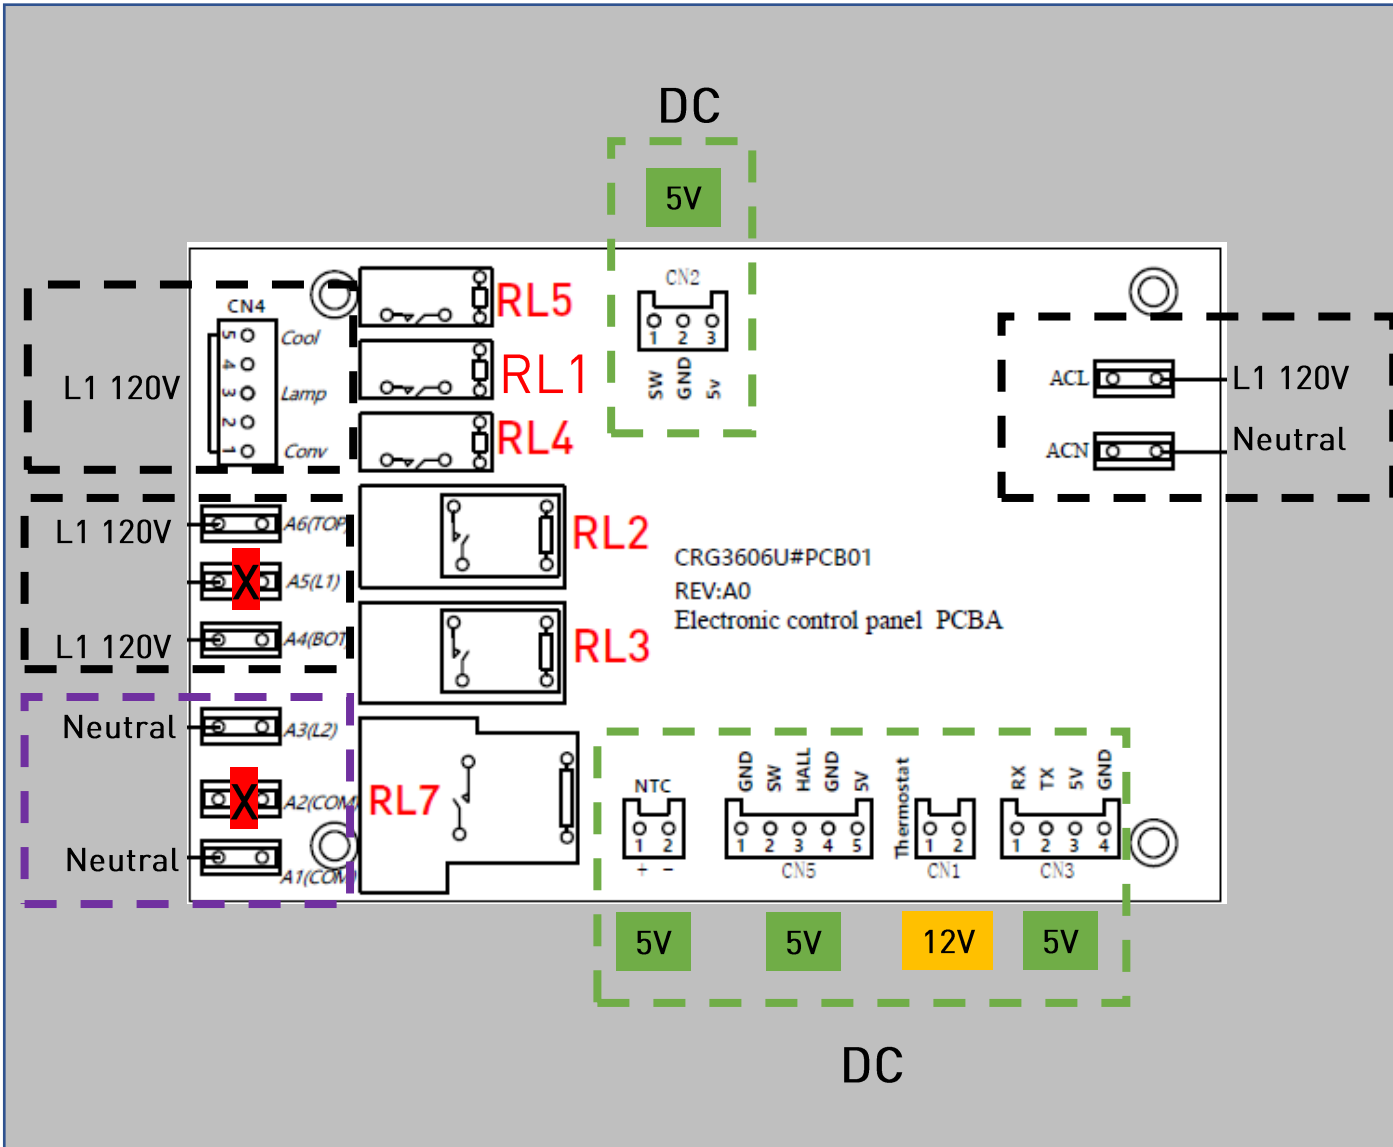 DC
5V
CN2
1 2 3
SW GND 5v
CN4
5 Cool
4
3 Lamp
2
1 Conv
L1 120V
RL5
RL1
RL4
ACL L1 120V
ACN Neutral
L1 120V A6(TOP)
X A5(L1)
L1 120V A4(BOT)
RL2
RL3
CRG3606U#PCB01
REV:A0
Electronic control panel PCBA
Neutral A3(L2)
X A2(COM)
Neutral A1(COM)
RL7
NTC
1 2
+ −
GND SW HALL GND 5V
1 2 3 4 5
CN5
Thermostat
1 2
CN1
RX TX 5V GND
1 2 3 4
CN3
5V 5V 12V 5V
DC